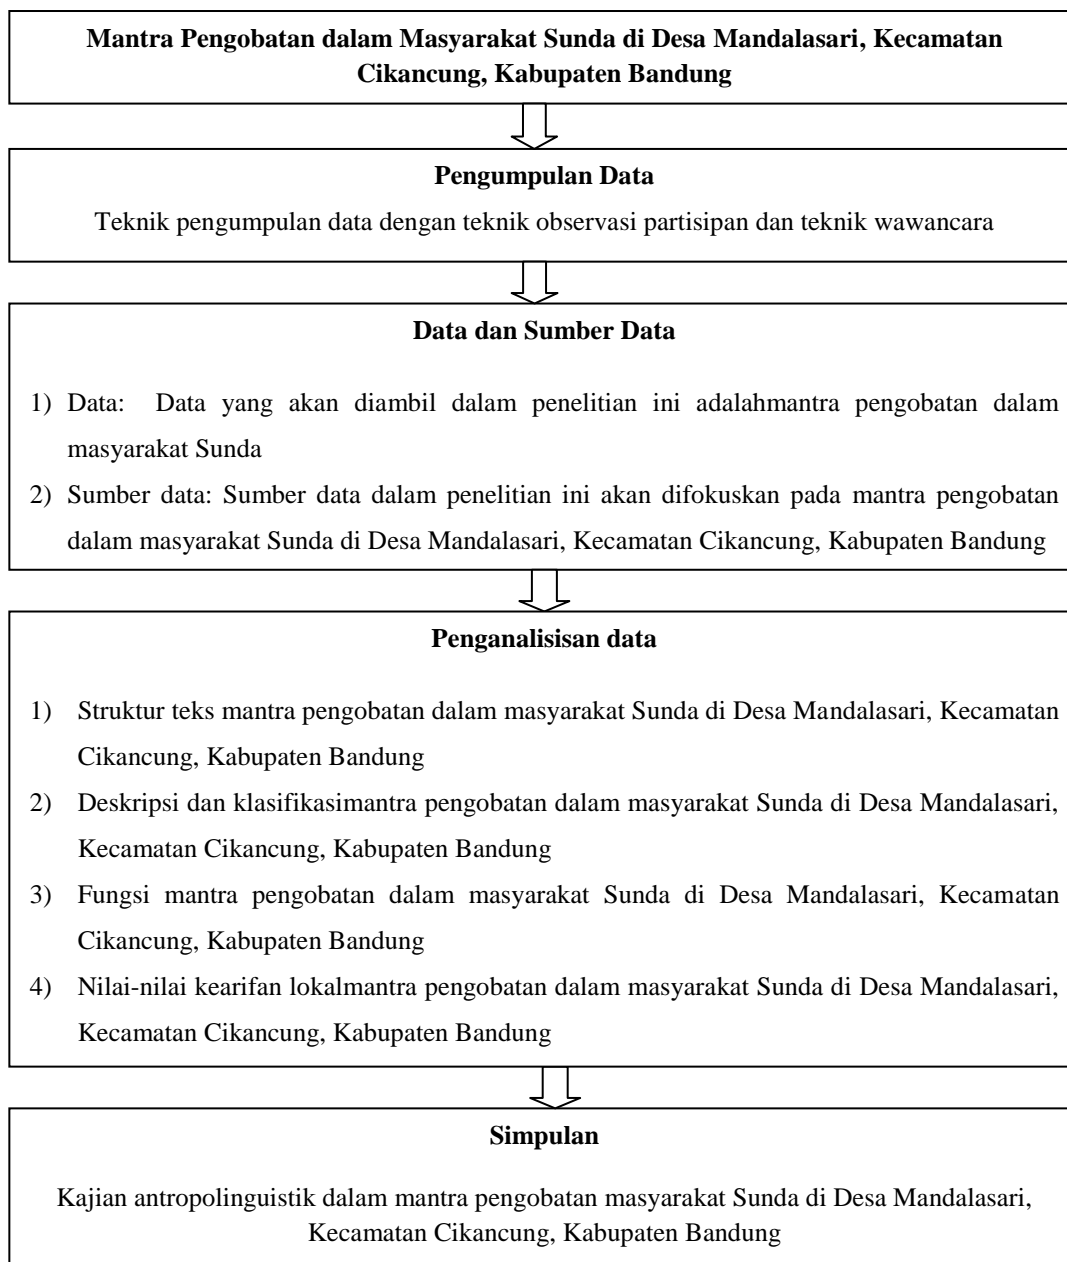 Mantra Pengobatan dalam Masyarakat Sunda di Desa Mandalasari, Kecamatan
Cikancung, Kabupaten Bandung
Pengumpulan Data
Teknik pengumpulan data dengan teknik observasi partisipan dan teknik wawancara
Data dan Sumber Data
1) Data: Data yang akan diambil dalam penelitian ini adalahmantra pengobatan dalam
masyarakat Sunda
2) Sumber data: Sumber data dalam penelitian ini akan difokuskan pada mantra pengobatan
dalam masyarakat Sunda di Desa Mandalasari, Kecamatan Cikancung, Kabupaten Bandung
Penganalisisan data
1) Struktur teks mantra pengobatan dalam masyarakat Sunda di Desa Mandalasari, Kecamatan
Cikancung, Kabupaten Bandung
2) Deskripsi dan klasifikasimantra pengobatan dalam masyarakat Sunda di Desa Mandalasari,
Kecamatan Cikancung, Kabupaten Bandung
3) Fungsi mantra pengobatan dalam masyarakat Sunda di Desa Mandalasari, Kecamatan
Cikancung, Kabupaten Bandung
4) Nilai-nilai kearifan lokalmantra pengobatan dalam masyarakat Sunda di Desa Mandalasari,
Kecamatan Cikancung, Kabupaten Bandung
Simpulan
Kajian antropolinguistik dalam mantra pengobatan masyarakat Sunda di Desa Mandalasari,
Kecamatan Cikancung, Kabupaten Bandung